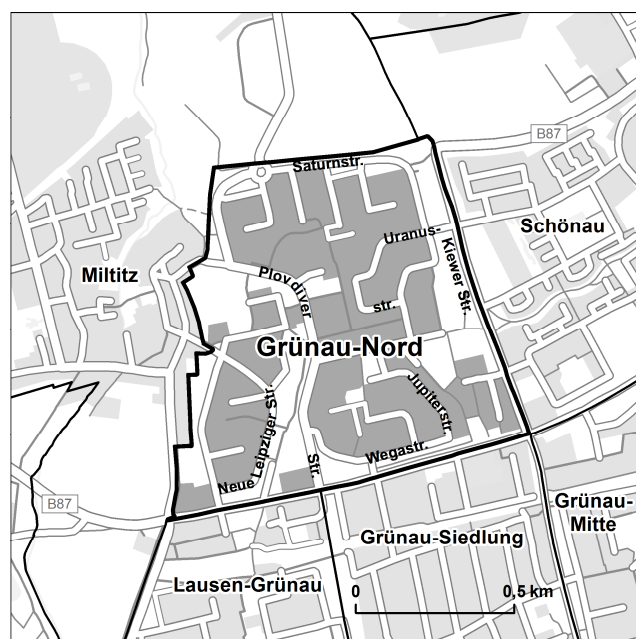 B87
Saturnstr.
Schönau
Uranus-
Kiewer Str.
Miltitz
Plovdiver
str.
Grünau-Nord
Jupiterstr.
Neue Leipziger Str.
Wegastr.
Str.
B87
Grünau-
Mitte
Grünau-Siedlung
Lausen-Grünau
0
0,5 km